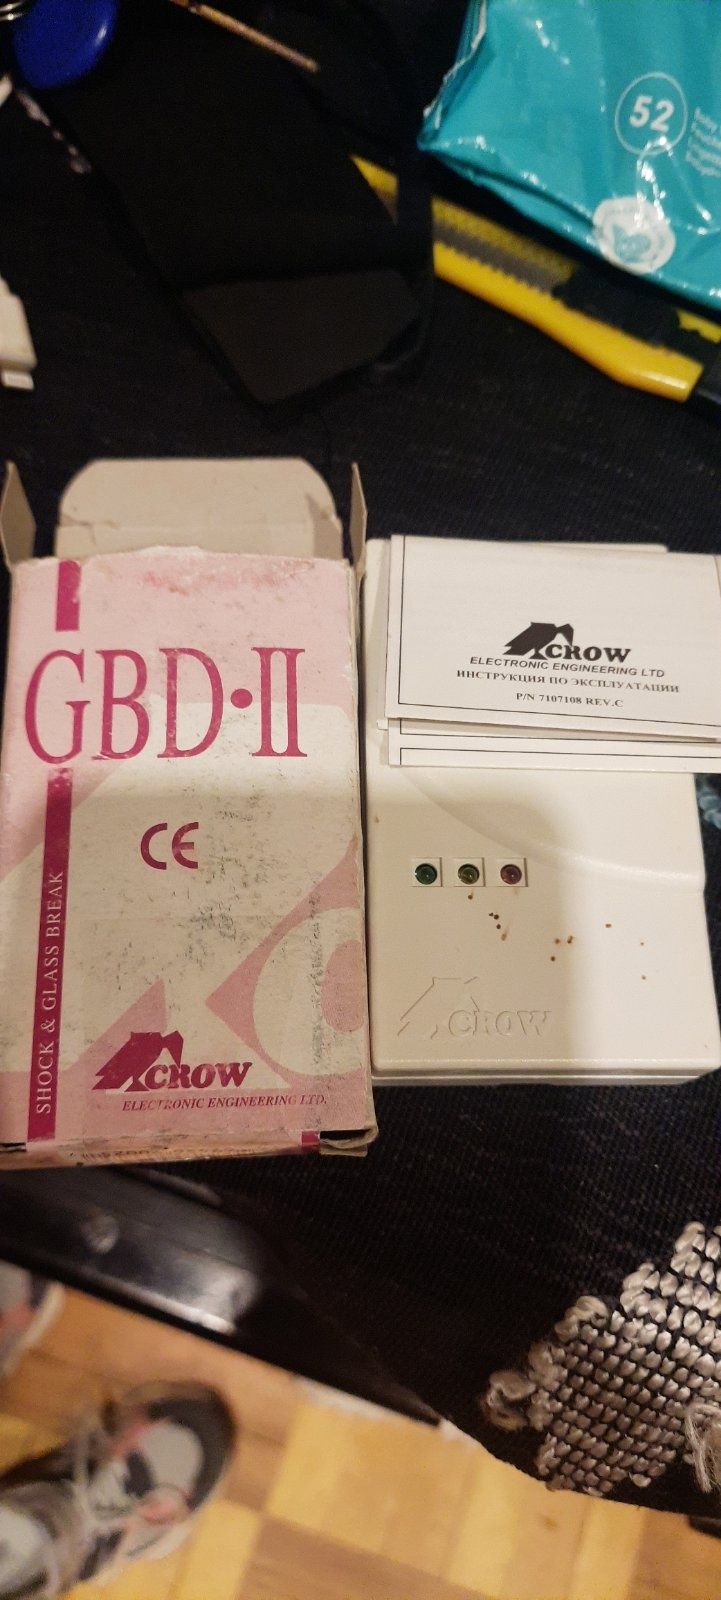 52
GBD•II
CE
SHOCK & GLASS BREAK
CROW
ELECTRONIC ENGINEERING LTD.
CROW
ELECTRONIC ENGINEERING LTD
ИНСТРУКЦИЯ ПО ЭКСПЛУАТАЦИИ
P/N 7107108 REV.C
CROW